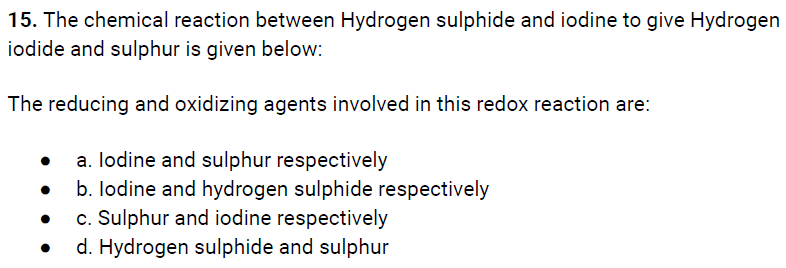 15. The chemical reaction between Hydrogen sulphide and iodine to give Hydrogen
iodide and sulphur is given below:
The reducing and oxidizing agents involved in this redox reaction are:
● a. Iodine and sulphur respectively
● b. Iodine and hydrogen sulphide respectively
● c. Sulphur and iodine respectively
● d. Hydrogen sulphide and sulphur